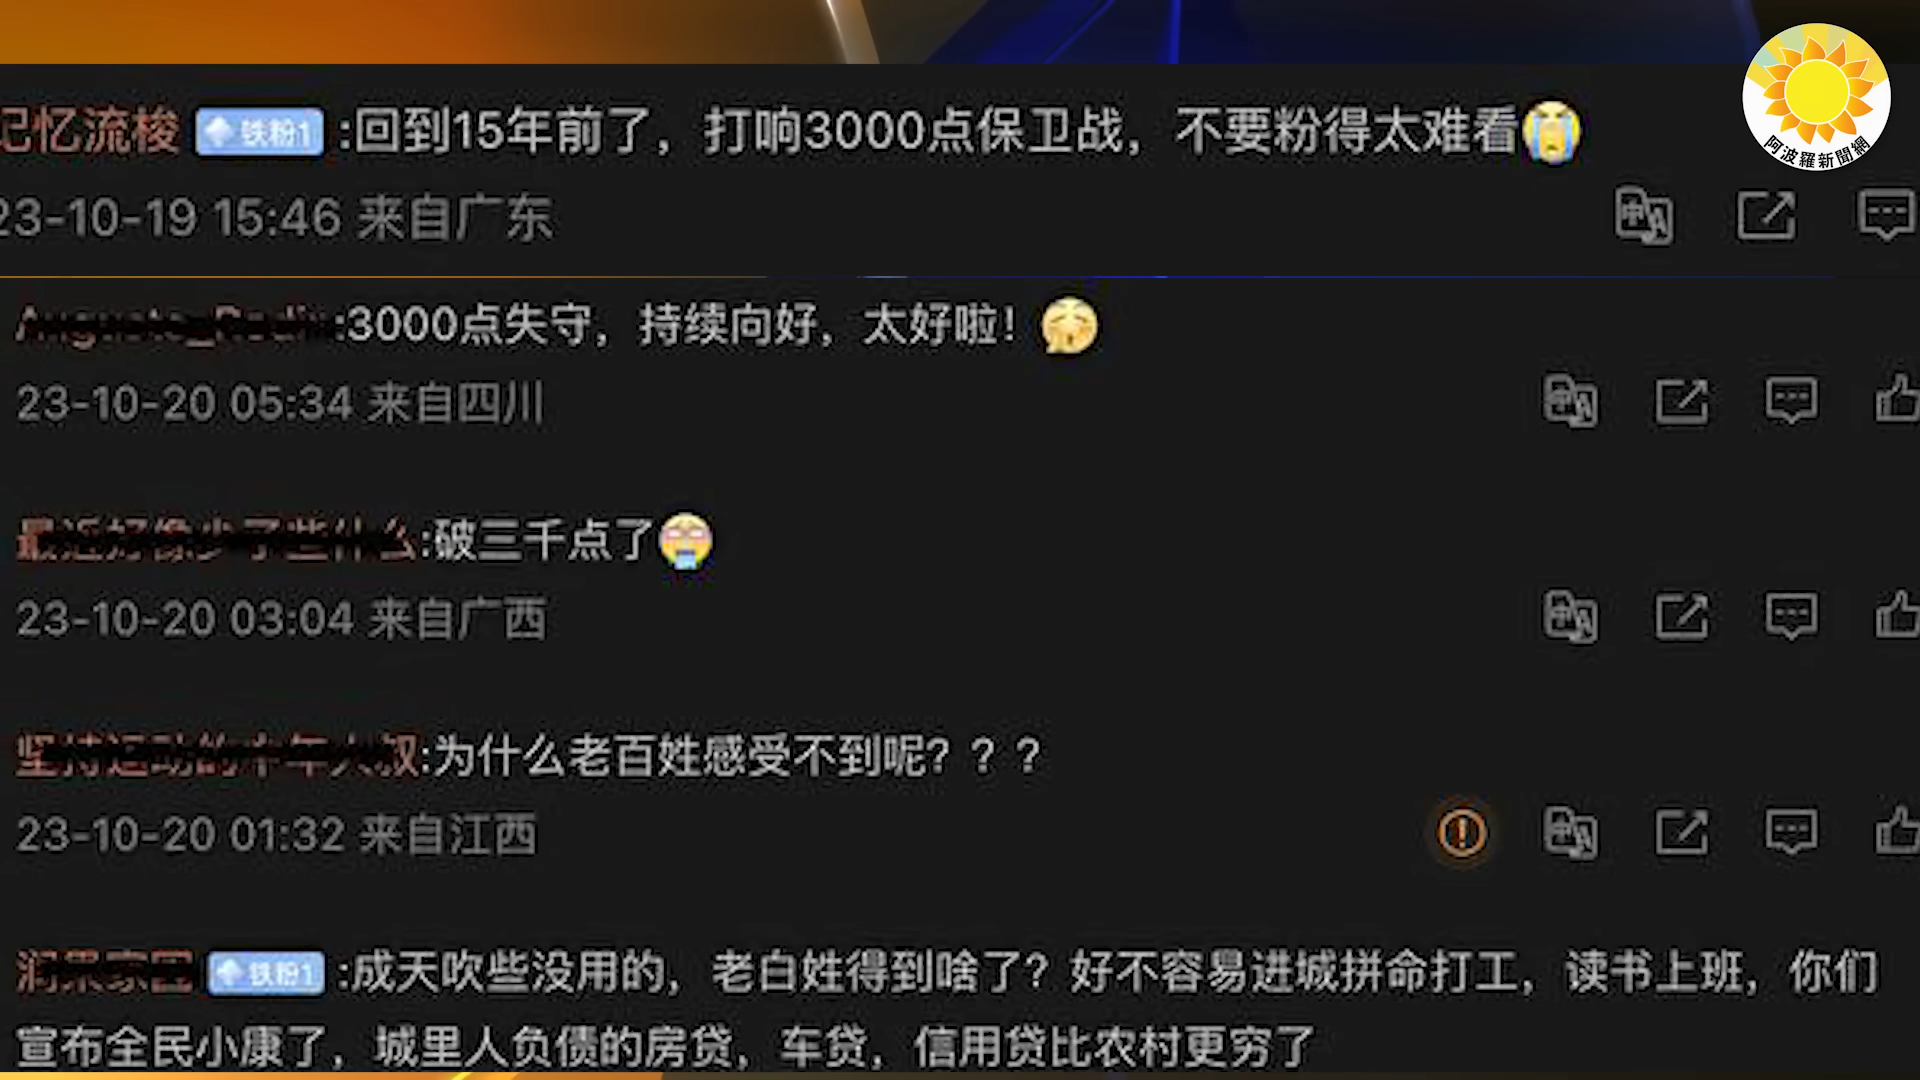 记忆流梭 铁粉1 :回到15年前了，打响3000点保卫战，不要粉得太难看
阿波羅新聞網
23-10-19 15:46 来自广东
:3000点失守，持续向好，太好啦！
23-10-20 05:34 来自四川
:破三千点了
23-10-20 03:04 来自广西
:为什么老百姓感受不到呢？？？
23-10-20 01:32 来自江西
铁粉1 :成天吹些没用的，老白姓得到啥了？好不容易进城拼命打工，读书上班，你们
宣布全民小康了，城里人负债的房贷，车贷，信用贷比农村更穷了